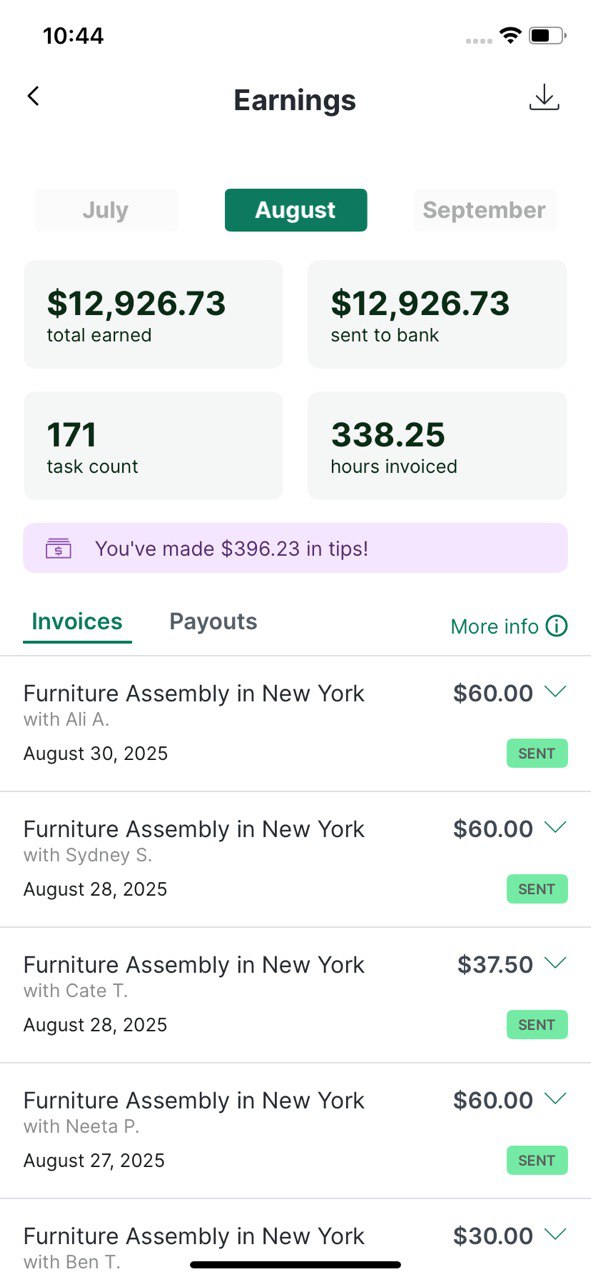 10:44
Earnings
July August September
$12,926.73 $12,926.73
total earned sent to bank
171 338.25
task count hours invoiced
$ You've made $396.23 in tips!
Invoices Payouts More info
Furniture Assembly in New York $60.00
with Ali A.
August 30, 2025 SENT
Furniture Assembly in New York $60.00
with Sydney S.
August 28, 2025 SENT
Furniture Assembly in New York $37.50
with Cate T.
August 28, 2025 SENT
Furniture Assembly in New York $60.00
with Neeta P.
August 27, 2025 SENT
Furniture Assembly in New York $30.00
with Ben T.